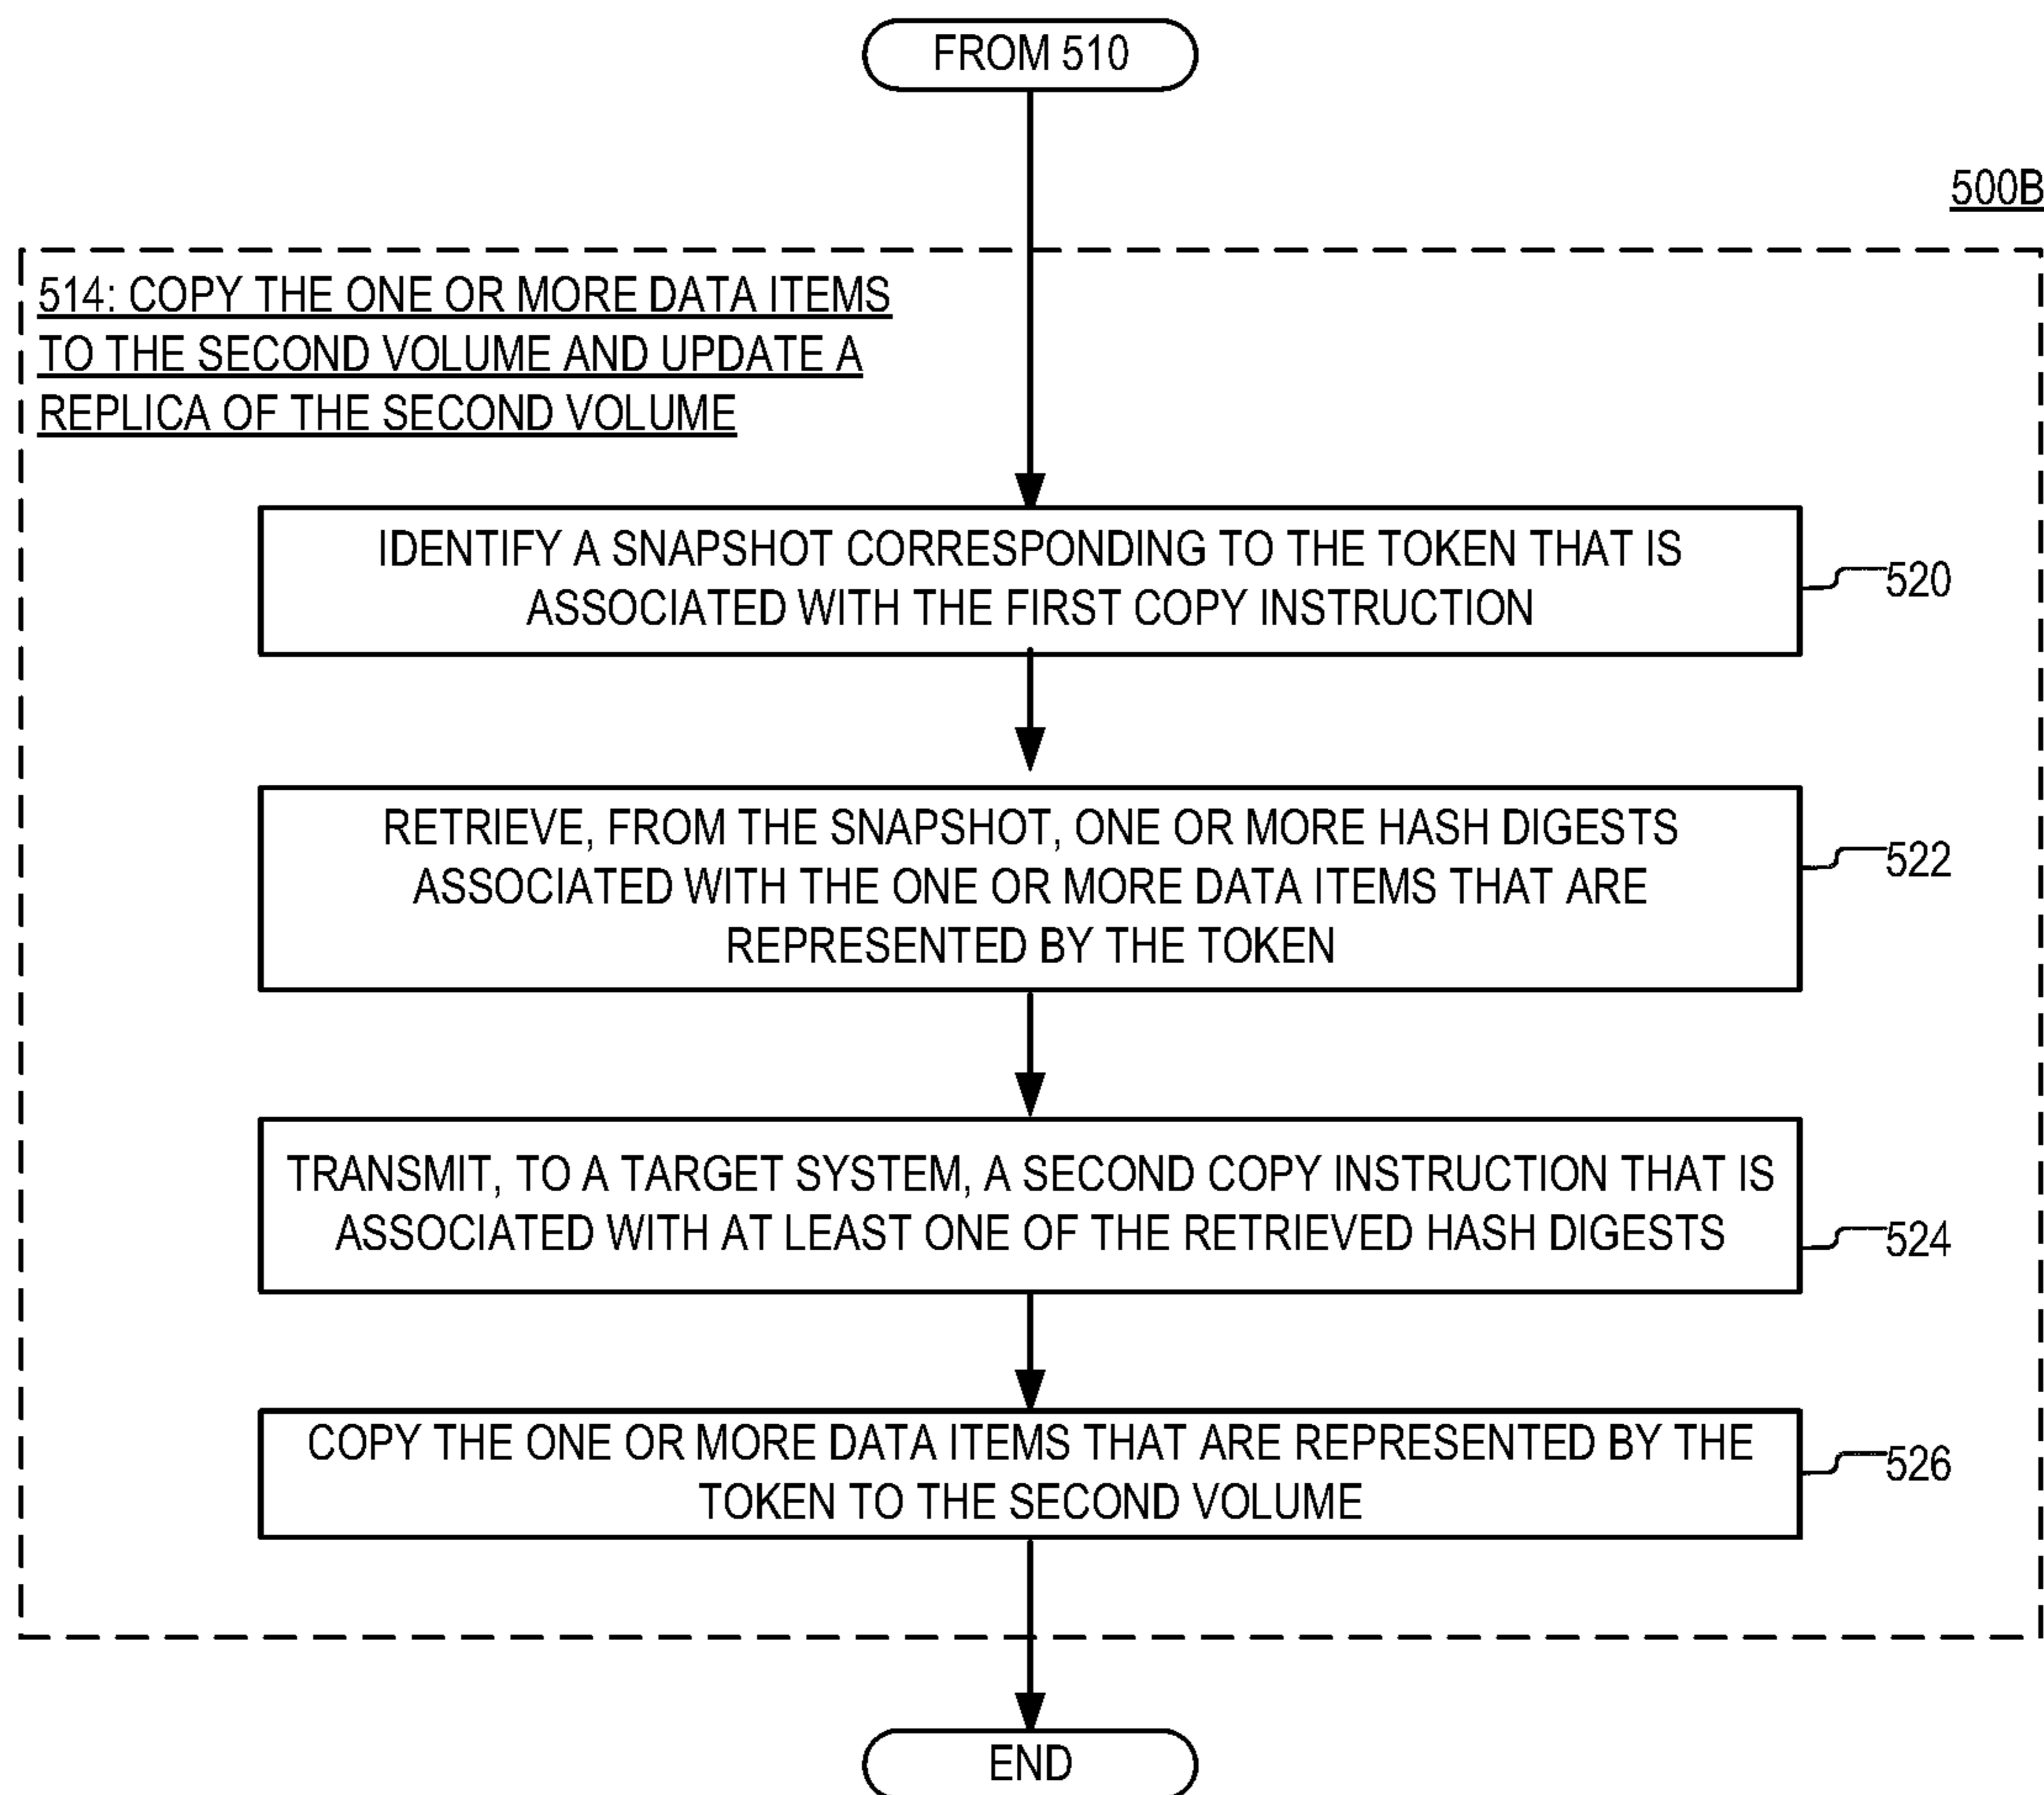 FROM 510
500B
514: COPY THE ONE OR MORE DATA ITEMS
TO THE SECOND VOLUME AND UPDATE A
REPLICA OF THE SECOND VOLUME
IDENTIFY A SNAPSHOT CORRESPONDING TO THE TOKEN THAT IS
ASSOCIATED WITH THE FIRST COPY INSTRUCTION
520
RETRIEVE, FROM THE SNAPSHOT, ONE OR MORE HASH DIGESTS
ASSOCIATED WITH THE ONE OR MORE DATA ITEMS THAT ARE
REPRESENTED BY THE TOKEN
522
TRANSMIT, TO A TARGET SYSTEM, A SECOND COPY INSTRUCTION THAT IS
ASSOCIATED WITH AT LEAST ONE OF THE RETRIEVED HASH DIGESTS
524
COPY THE ONE OR MORE DATA ITEMS THAT ARE REPRESENTED BY THE
TOKEN TO THE SECOND VOLUME
526
END